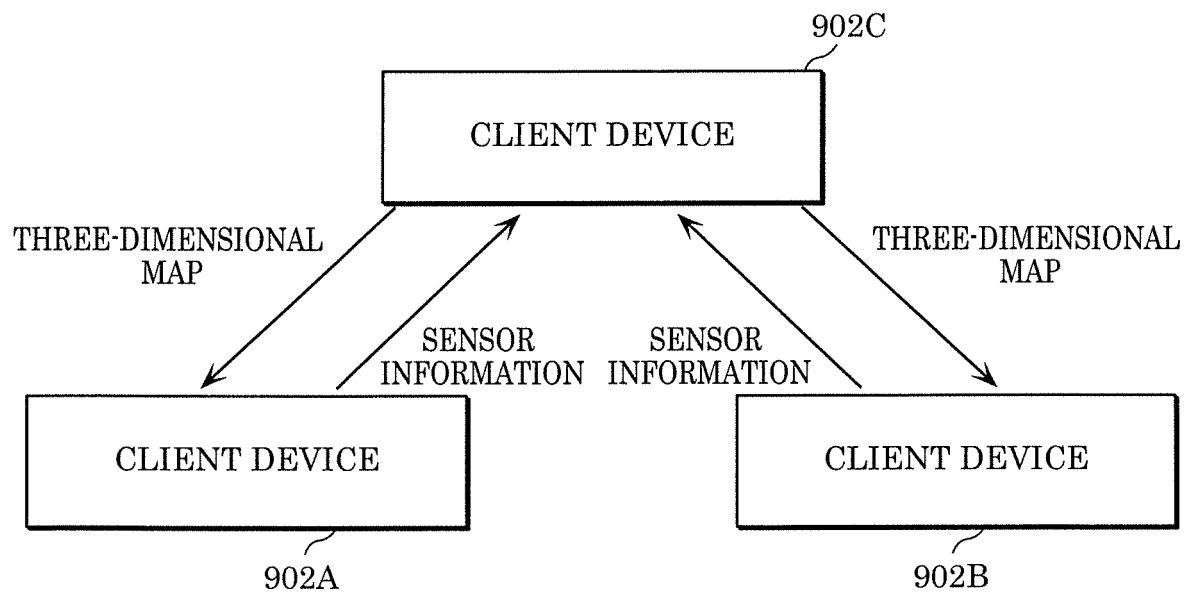 902C
CLIENT DEVICE
THREE-DIMENSIONAL
MAP
THREE-DIMENSIONAL
MAP
SENSOR
INFORMATION
SENSOR
INFORMATION
CLIENT DEVICE
CLIENT DEVICE
902A
902B